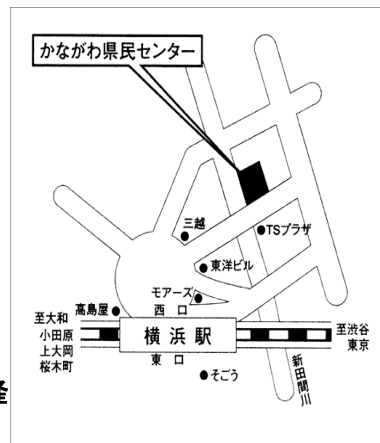 かながわ県民センター
三越
TSプラザ
東洋ビル
モアーズ
高島屋
西口
至大和
小田原
上大岡
桜木町
横浜駅
至渋谷
東京
東口
そごう
新田間川